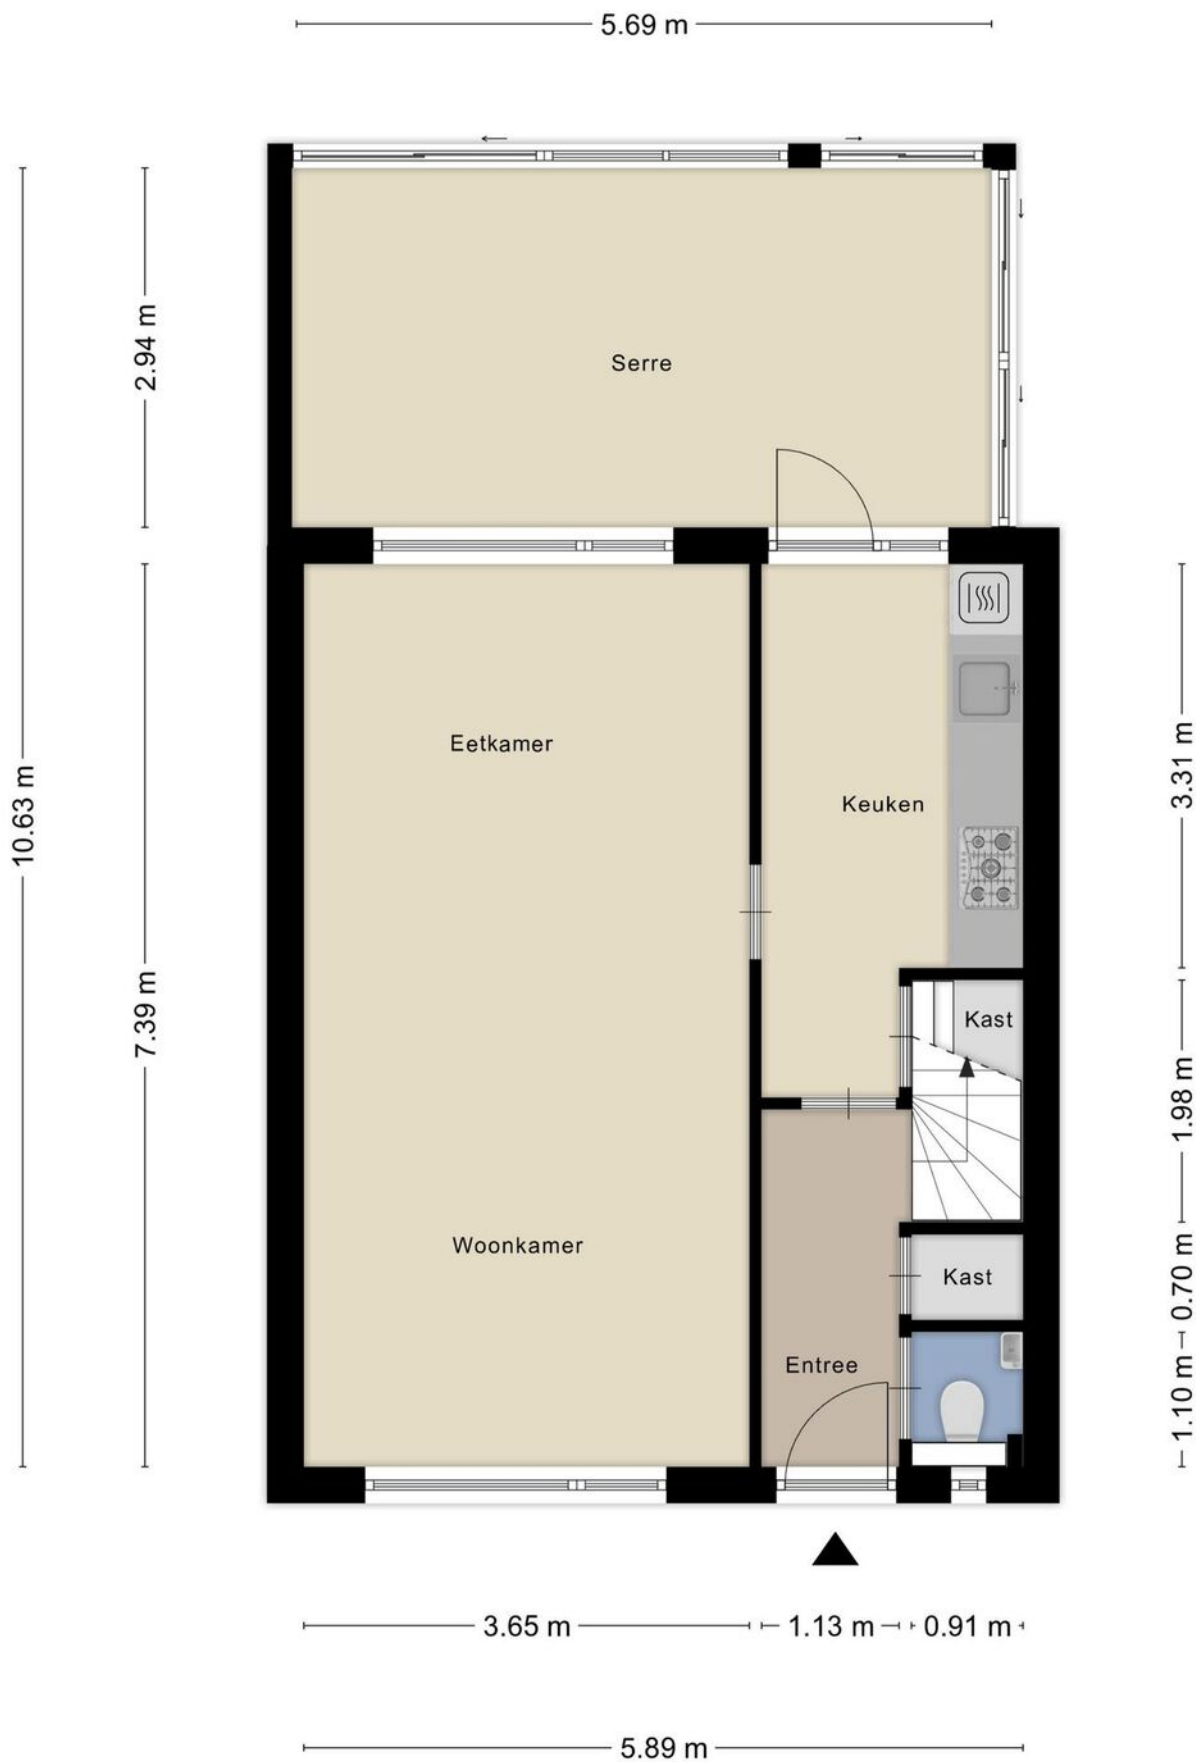 5.69 m
2.94 m
Serre
10.63 m
7.39 m
Eetkamer
Keuken
3.31 m
Kast
1.98 m
Woonkamer
Kast
0.70 m
Entree
1.10 m
3.65 m
1.13 m
0.91 m
5.89 m